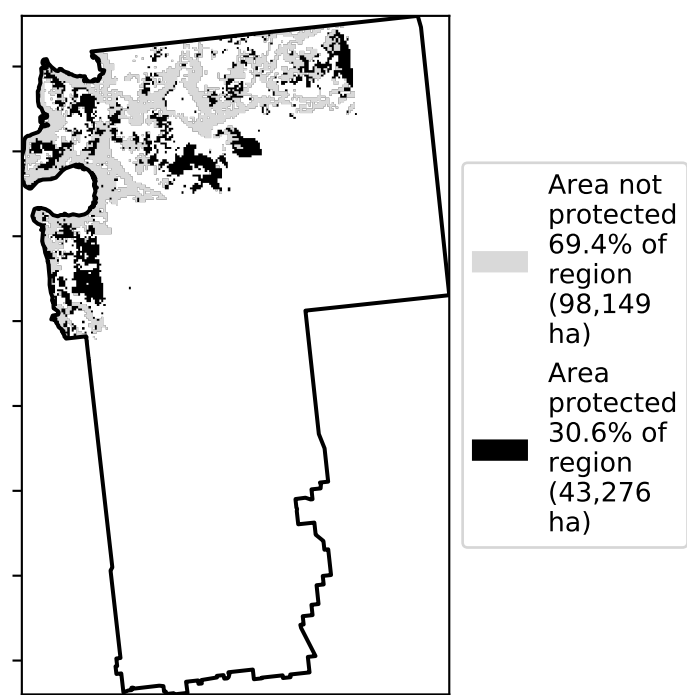 Area not
protected
69.4% of
region
(98,149
ha)
Area
protected
30.6% of
region
(43,276
ha)